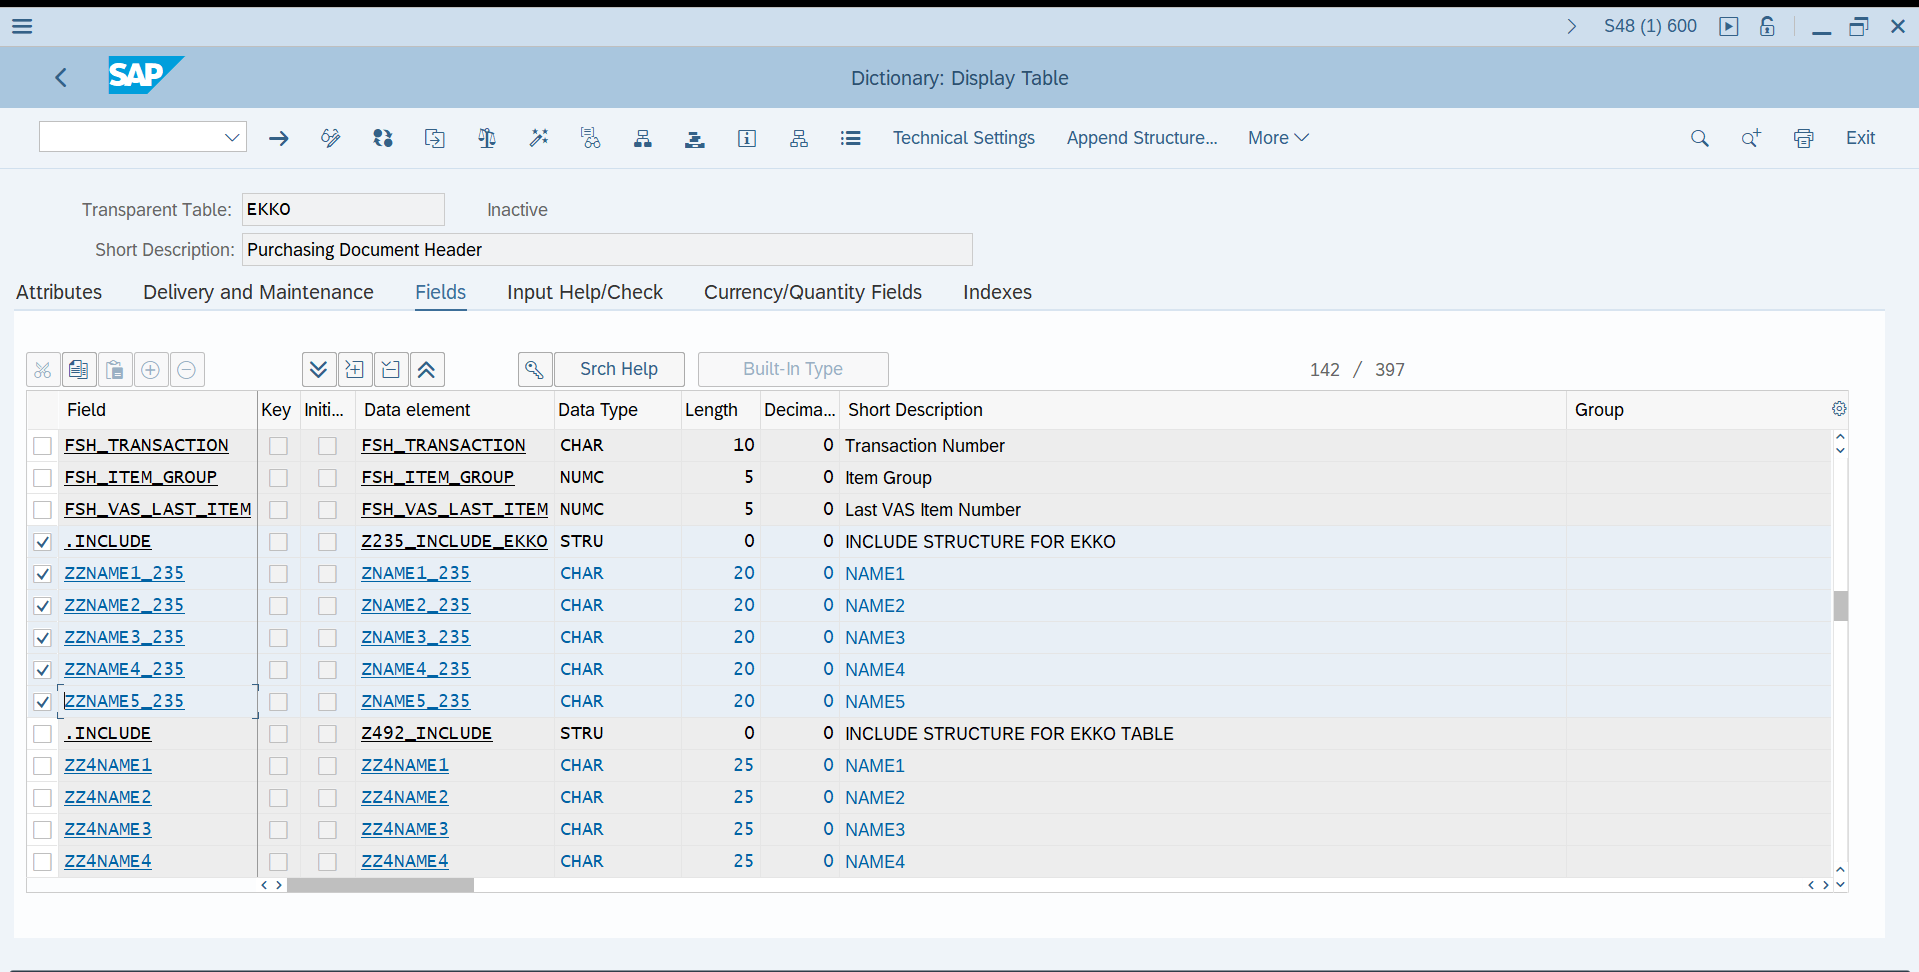 S48 (1) 600
SAP
Dictionary: Display Table
Technical Settings Append Structure... More Exit
Transparent Table: EKKO Inactive
Short Description: Purchasing Document Header
Attributes Delivery and Maintenance Fields Input Help/Check Currency/Quantity Fields Indexes
Srch Help Built-In Type 142 / 397
Field Key Initi... Data element Data Type Length Decima... Short Description Group
FSH_TRANSACTION FSH_TRANSACTION CHAR 10 0 Transaction Number
FSH_ITEM_GROUP FSH_ITEM_GROUP NUMC 5 0 Item Group
FSH_VAS_LAST_ITEM FSH_VAS_LAST_ITEM NUMC 5 0 Last VAS Item Number
.INCLUDE Z235_INCLUDE_EKKO STRU 0 0 INCLUDE STRUCTURE FOR EKKO
ZZNAME1_235 ZNAME1_235 CHAR 20 0 NAME1
ZZNAME2_235 ZNAME2_235 CHAR 20 0 NAME2
ZZNAME3_235 ZNAME3_235 CHAR 20 0 NAME3
ZZNAME4_235 ZNAME4_235 CHAR 20 0 NAME4
ZZNAME5_235 ZNAME5_235 CHAR 20 0 NAME5
.INCLUDE Z492_INCLUDE STRU 0 0 INCLUDE STRUCTURE FOR EKKO TABLE
ZZ4NAME1 ZZ4NAME1 CHAR 25 0 NAME1
ZZ4NAME2 ZZ4NAME2 CHAR 25 0 NAME2
ZZ4NAME3 ZZ4NAME3 CHAR 25 0 NAME3
ZZ4NAME4 ZZ4NAME4 CHAR 25 0 NAME4